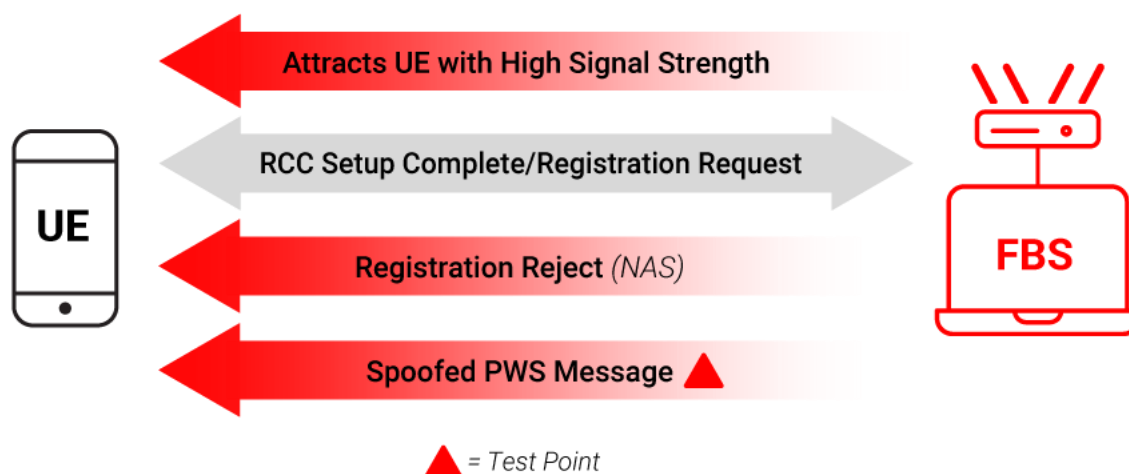 Attracts UE with High Signal Strength
RCC Setup Complete/Registration Request
UE
FBS
Registration Reject (NAS)
Spoofed PWS Message
= Test Point